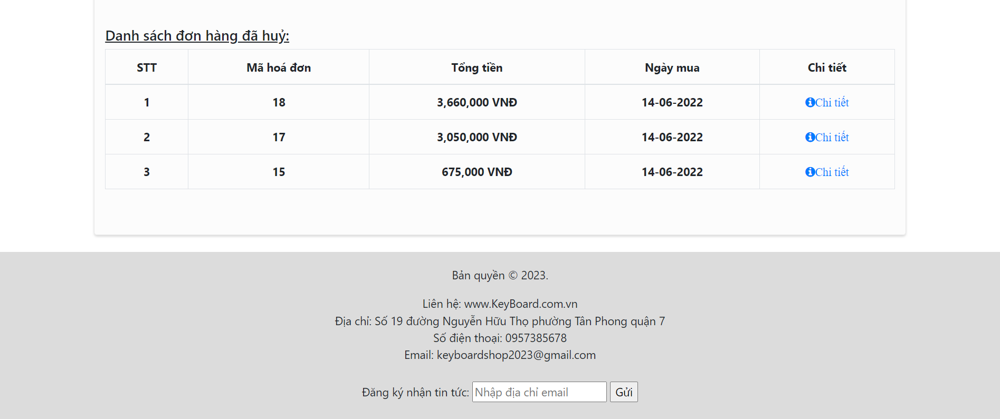 Danh sách đơn hàng đã huỷ:
STT Mã hoá đơn Tổng tiền Ngày mua Chi tiết
1 18 3,660,000 VNĐ 14-06-2022 Chi tiết
2 17 3,050,000 VNĐ 14-06-2022 Chi tiết
3 15 675,000 VNĐ 14-06-2022 Chi tiết
Bản quyền © 2023.
Liên hệ: www.KeyBoard.com.vn
Địa chỉ: Số 19 đường Nguyễn Hữu Thọ phường Tân Phong quận 7
Số điện thoại: 0957385678
Email: keyboardshop2023@gmail.com
Đăng ký nhận tin tức: Nhập địa chỉ email Gửi